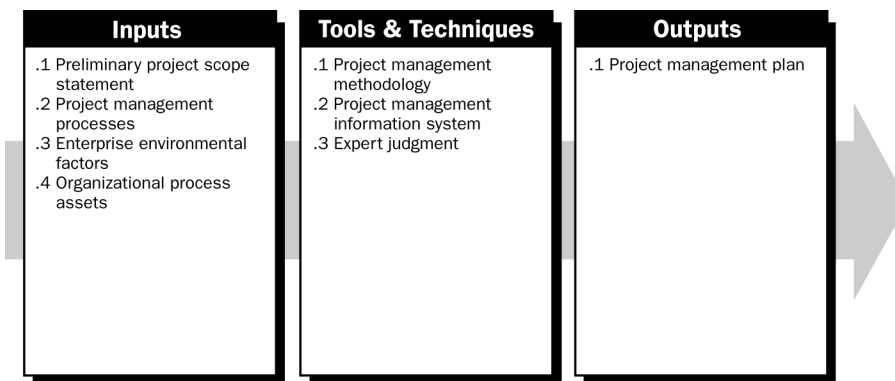 Inputs
.1 Preliminary project scope
statement
.2 Project management
processes
.3 Enterprise environmental
factors
.4 Organizational process
assets
Tools & Techniques
.1 Project management
methodology
.2 Project management
information system
.3 Expert judgment
Outputs
.1 Project management plan